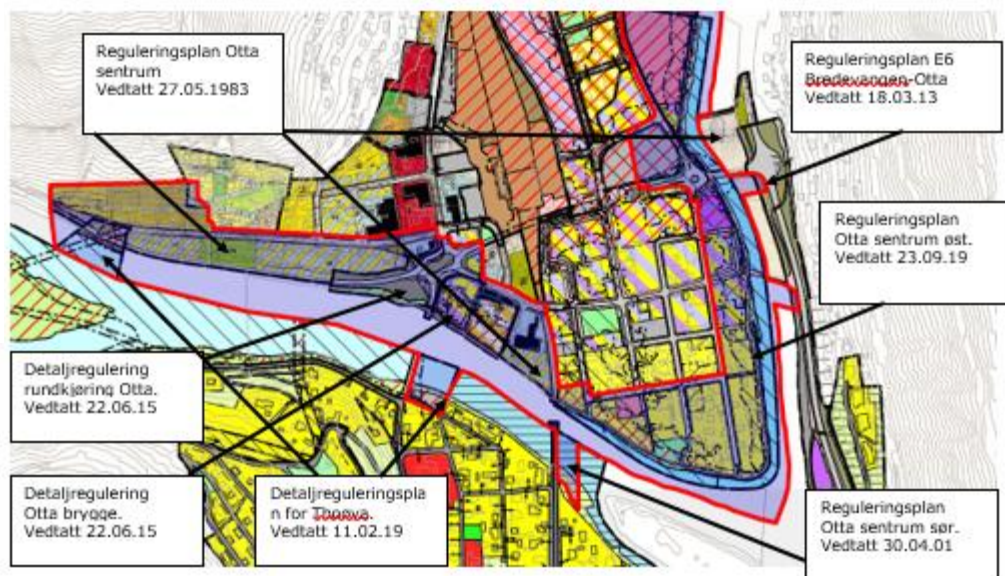 Reguleringsplan Otta
sentrum
Vedtatt 27.05.1983
Reguleringsplan E6
Bredevangen-Otta
Vedtatt 18.03.13
Reguleringsplan
Otta sentrum øst.
Vedtatt 23.09.19
Detaljregulering
rundkjøring Otta.
Vedtatt 22.06.15
Detaljregulering
Otta brygge.
Vedtatt 22.06.15
Detaljreguleringspla
n for
Vedtatt 11.02.19
Reguleringsplan
Otta sentrum sør.
Vedtatt 30.04.01